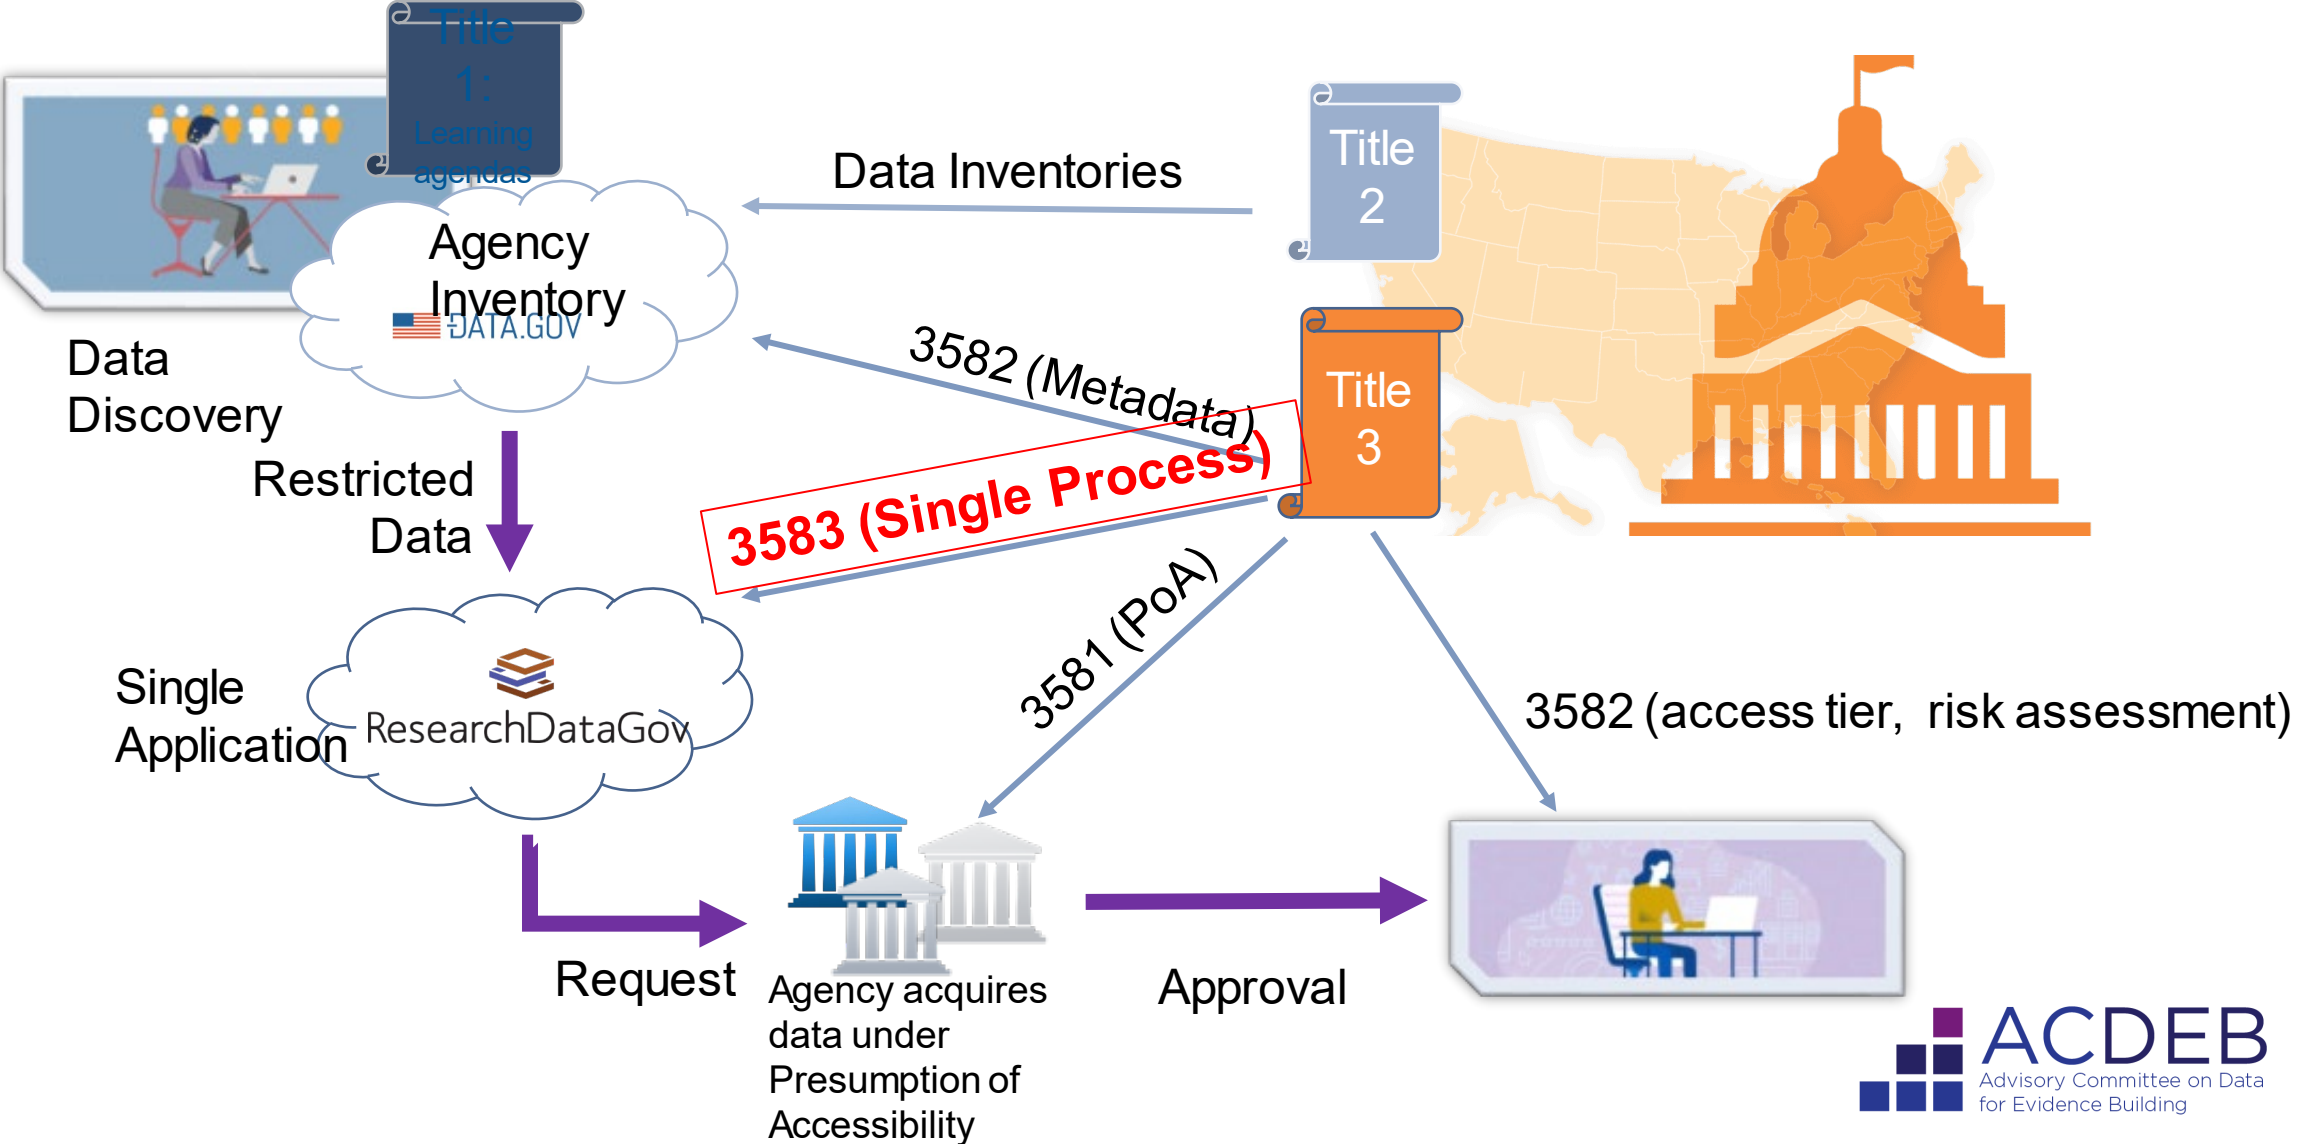 Title
1:
Learning
agendas
Data Inventories
Title
2
Agency
Inventory
DATA.GOV
Data
Discovery
3582 (Metadata)
Title
3
Restricted
Data
3583 (Single Process)
3581 (PoA)
3582 (access tier, risk assessment)
Single
Application
ResearchDataGov
Request
Agency acquires
data under
Presumption of
Accessibility
Approval
ACDEB
Advisory Committee on Data
for Evidence Building